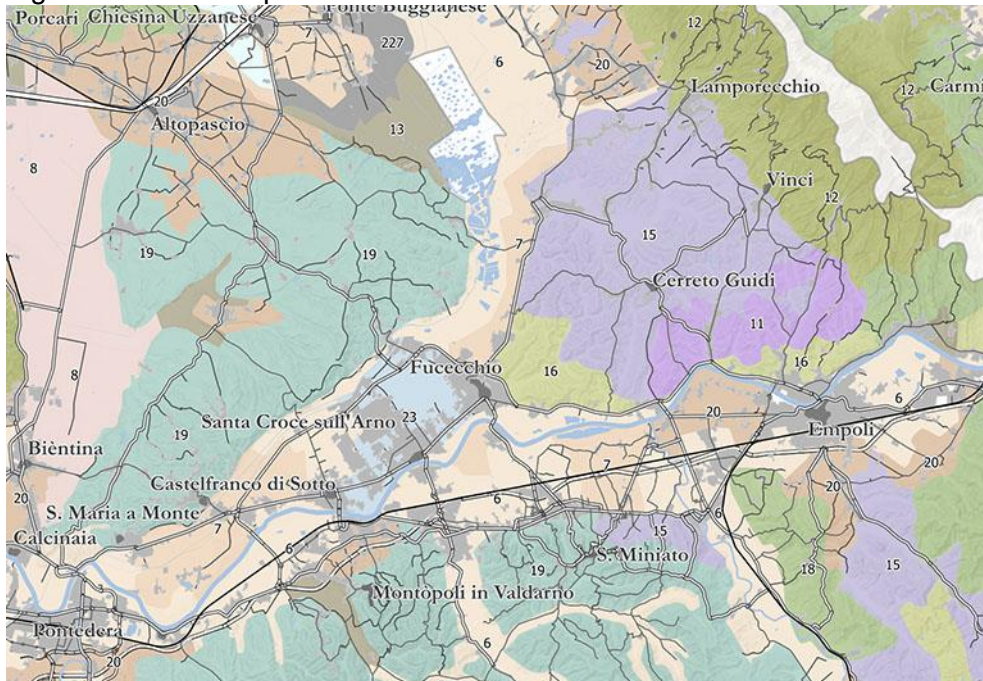 Porcari
Chiesina Uzzanese
Ponte Buggianese
7
227
6
20
12
12
Lamporecchio
Carmi
20
Altopascio
13
8
Vinci
12
19
19
7
15
Cerreto Guidi
11
8
16
16
Fucecchio
Santa Croce sull'Arno
23
20
6
Empoli
19
Bièntina
7
20
20
20
Castelfranco di Sotto
6
7
S. Maria a Monte
7
6
15
Calcinaia
6
19
S. Miniato
15
18
Montopoli in Valdarno
Pontedera
6
20